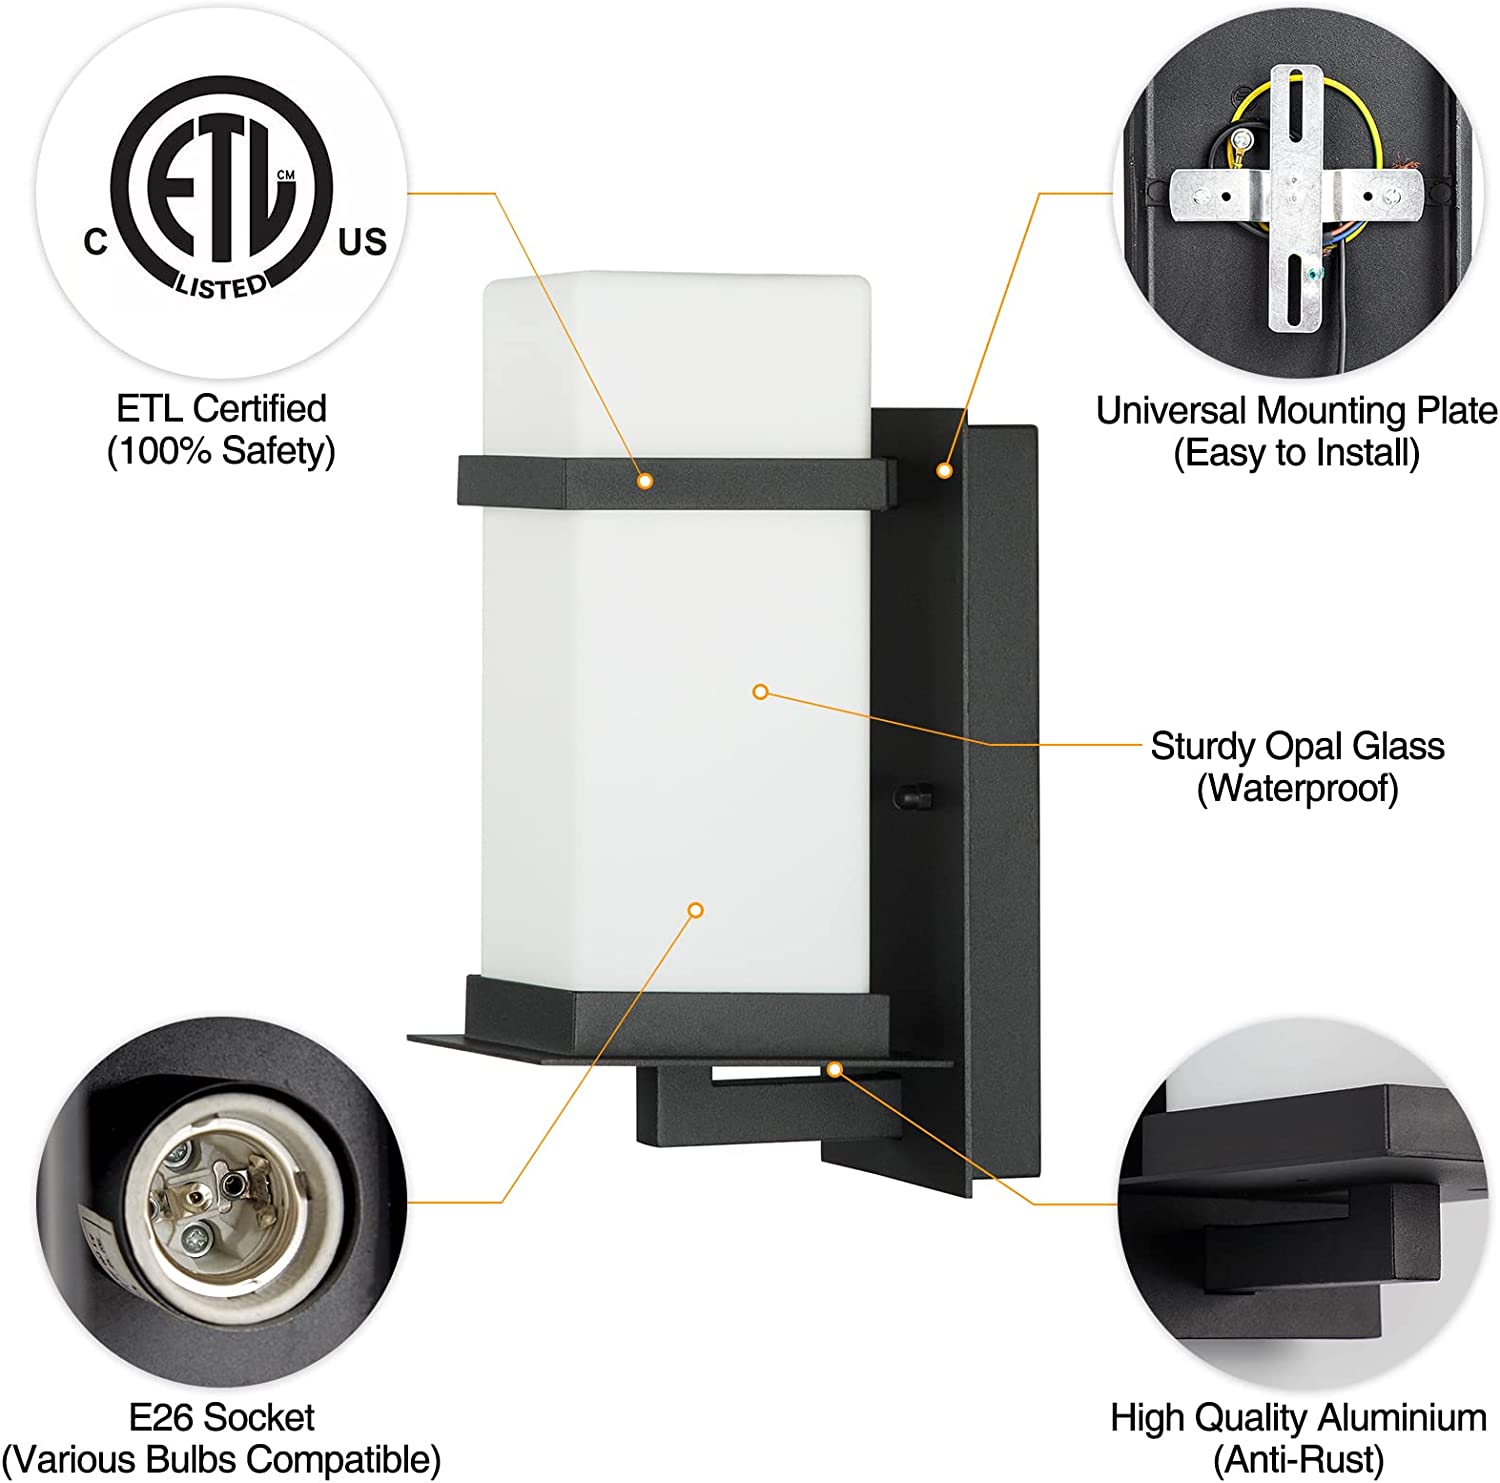 ETL CM
C US
LISTED
ETL Certified
(100% Safety)
Universal Mounting Plate
(Easy to Install)
Sturdy Opal Glass
(Waterproof)
E26 Socket
(Various Bulbs Compatible)
High Quality Aluminium
(Anti-Rust)